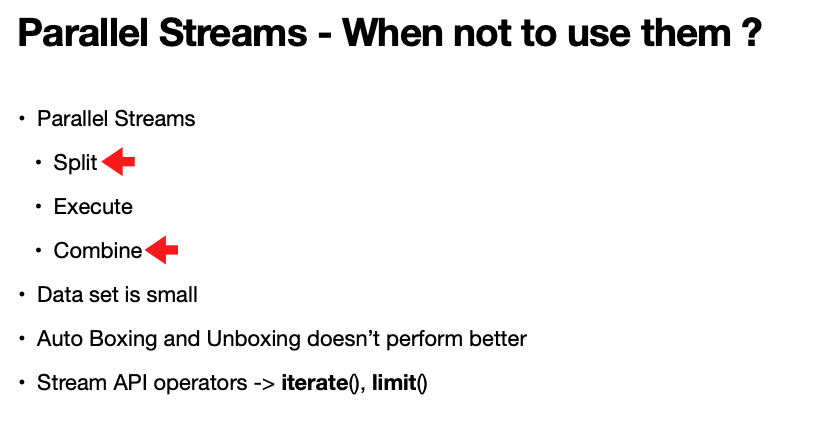 Parallel Streams - When not to use them ?
• Parallel Streams
• Split
• Execute
• Combine
• Data set is small
• Auto Boxing and Unboxing doesn’t perform better
• Stream API operators -> iterate(), limit()